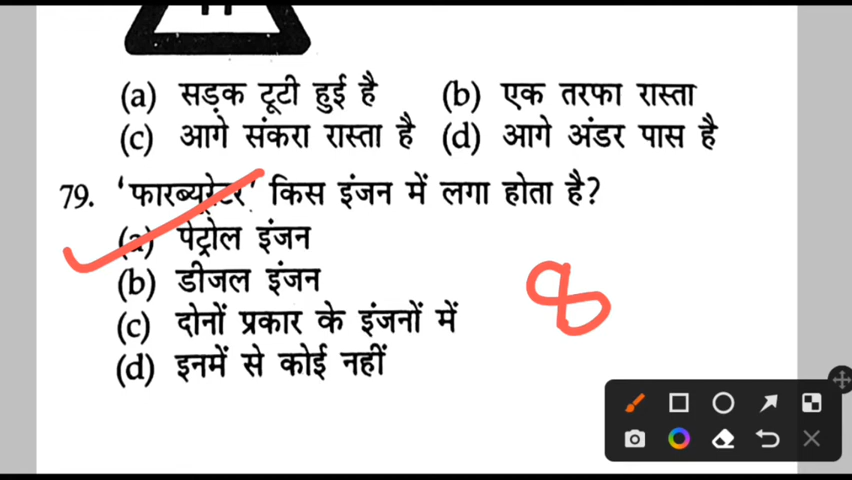 (a) सड़क टूटी हुई है (b) एक तरफा रास्ता
(c) आगे संकरा रास्ता है (d) आगे अंडर पास है
79. 'फारब्यूरेटर' किस इंजन में लगा होता है?
(a) पेट्रोल इंजन
(b) डीजल इंजन
(c) दोनों प्रकार के इंजनों में
(d) इनमें से कोई नहीं
8